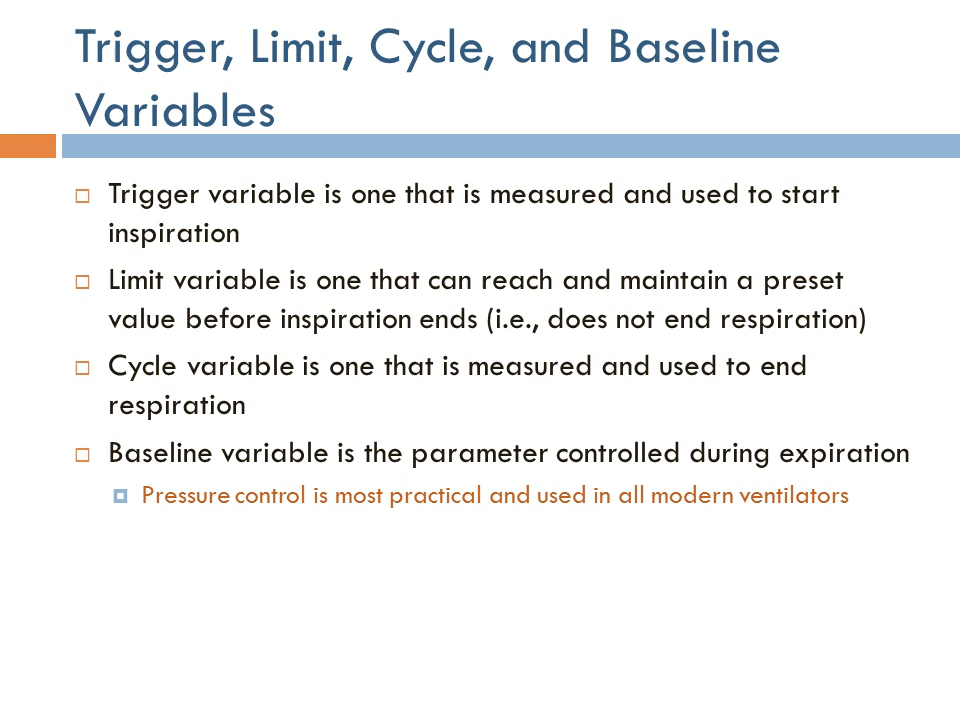 Trigger, Limit, Cycle, and Baseline
Variables
Trigger variable is one that is measured and used to start
inspiration
Limit variable is one that can reach and maintain a preset
value before inspiration ends (i.e., does not end respiration)
Cycle variable is one that is measured and used to end
respiration
Baseline variable is the parameter controlled during expiration
Pressure control is most practical and used in all modern ventilators